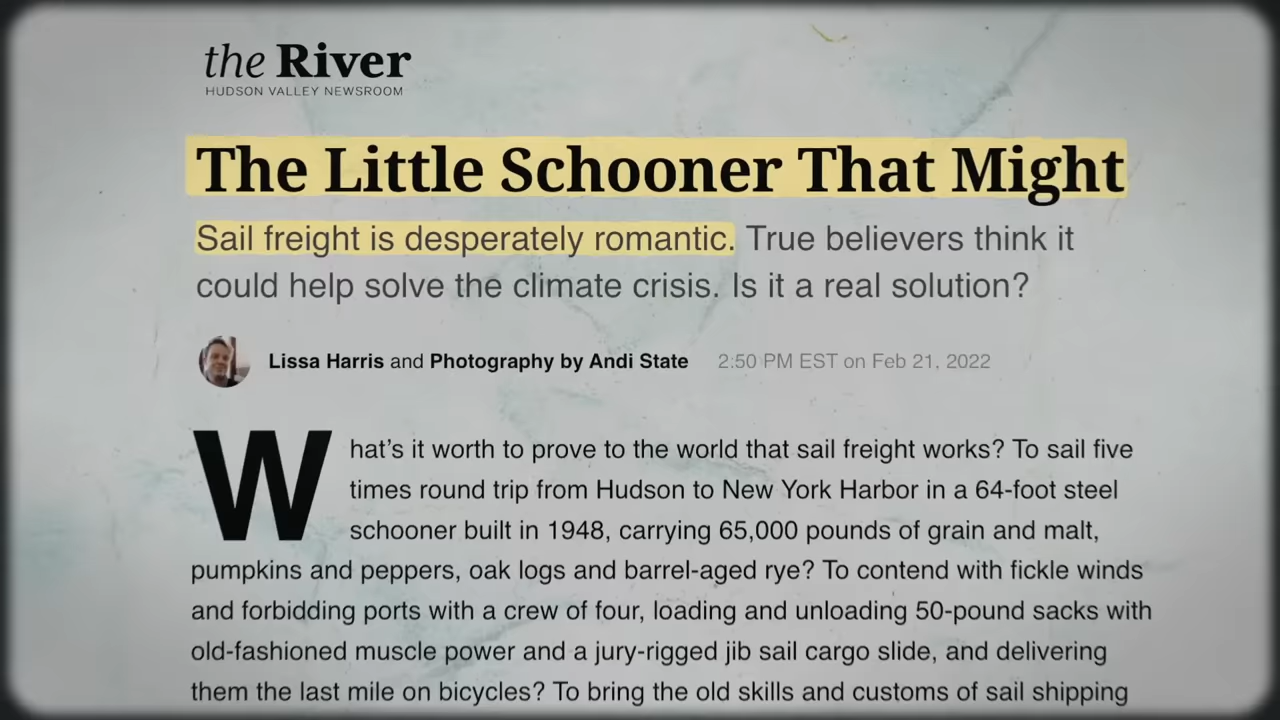 the River
HUDSON VALLEY NEWSROOM
The Little Schooner That Might
Sail freight is desperately romantic. True believers think it
could help solve the climate crisis. Is it a real solution?
Lissa Harris and Photography by Andi State 2:50 PM EST on Feb 21, 2022
What’s it worth to prove to the world that sail freight works? To sail five
times round trip from Hudson to New York Harbor in a 64-foot steel
schooner built in 1948, carrying 65,000 pounds of grain and malt,
pumpkins and peppers, oak logs and barrel-aged rye? To contend with fickle winds
and forbidding ports with a crew of four, loading and unloading 50-pound sacks with
old-fashioned muscle power and a jury-rigged jib sail cargo slide, and delivering
them the last mile on bicycles? To bring the old skills and customs of sail shipping